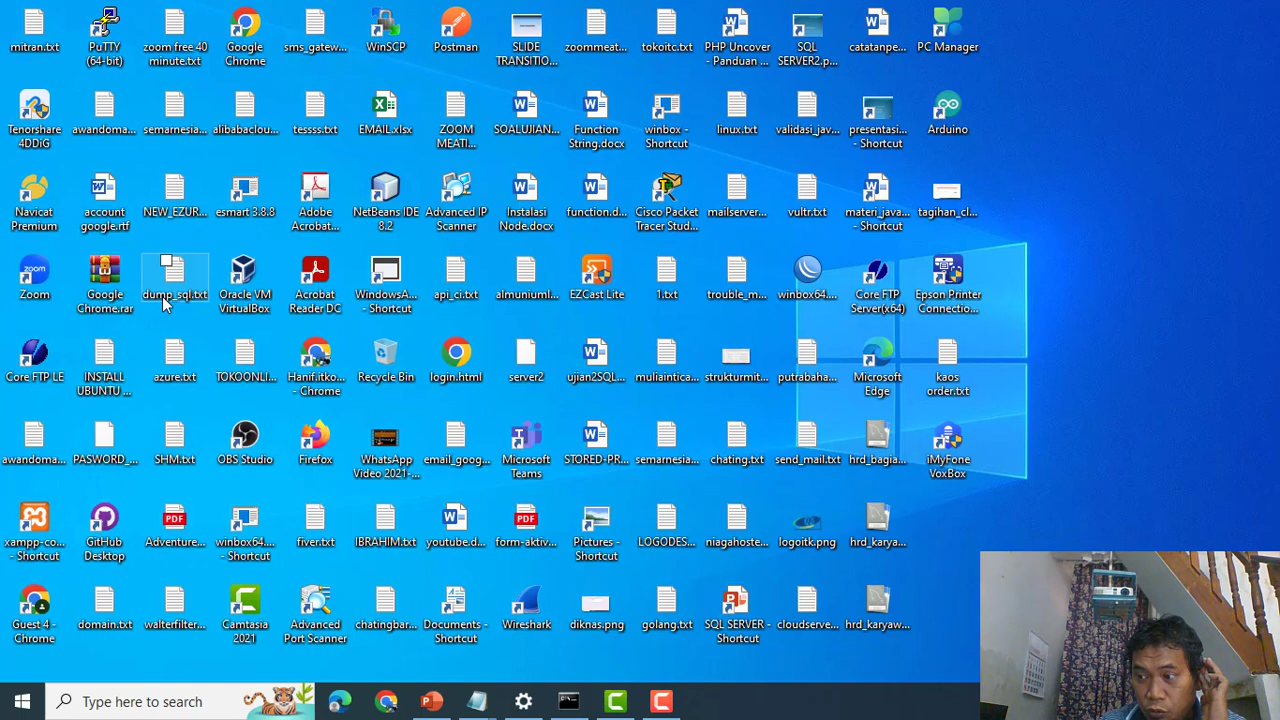 mitran.txt
PuTTY
(64-bit)
zoom free 40
minute.txt
Google
Chrome
sms_gatew...
WinSCP
Postman
SLIDE
TRANSITIO...
zoommeat...
tokoitc.txt
PHP Uncover
- Panduan ...
SQL
SERVER2.p...
catatanpe...
PC Manager
Tenorshare
4DDiG
awandoma...
semarnesia...
alibabaclou...
tessss.txt
EMAIL.xlsx
ZOOM
MEATI...
SOALUJIAN...
Function
String.docx
winbox -
Shortcut
linux.txt
validasi_jav...
presentasi...
- Shortcut
Arduino
Navicat
Premium
account
google.rtf
NEW_EZUR...
esmart 3.8.8
Adobe
Acrobat...
NetBeans IDE
8.2
Advanced IP
Scanner
Instalasi
Node.docx
function.d...
Cisco Packet
Tracer Stud...
mailserver...
vultr.txt
materi_java...
- Shortcut
tagihan_cl...
zoom
Zoom
Google
Chrome.rar
dump_sql.txt
Oracle VM
VirtualBox
Acrobat
Reader DC
WindowsA...
- Shortcut
api_ci.txt
almuniuml...
EZCast Lite
1.txt
trouble_m...
winbox64....
Core FTP
Server(x64)
Epson Printer
Connectio...
Core FTP LE
INSTALL
UBUNTU ...
azure.txt
TOKOONLI...
Hanif.itko...
- Chrome
Recycle Bin
login.html
server2
ujian2SQL...
muliaintica...
strukturmit...
putrabaha...
Microsoft
Edge
kaos
order.txt
awandoma...
PASWORD_...
SHM.txt
OBS Studio
Firefox
WhatsApp
Video 2021-...
email_goog...
Microsoft
Teams
STORED-PR...
semarnesia...
chating.txt
send_mail.txt
hrd_bagia...
iMyFone
VoxBox
xampp-co...
- Shortcut
GitHub
Desktop
PDF
Adventure...
winbox64....
- Shortcut
fiver.txt
IBRAHIM.txt
youtube.d...
PDF
form-aktiv...
Pictures -
Shortcut
LOGODES...
niagahoste...
logoitk.png
hrd_karya...
Guest 4 -
Chrome
domain.txt
walterfilter...
Camtasia
2021
Advanced
Port Scanner
chatingbar...
Documents -
Shortcut
Wireshark
diknas.png
golang.txt
SQL SERVER -
Shortcut
cloudserve...
hrd_karyaw...
Type here to search